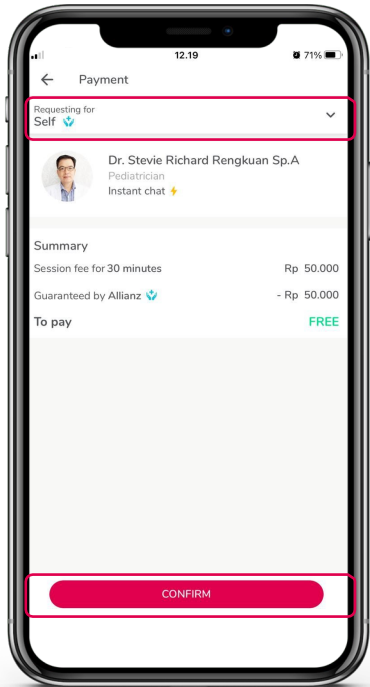 12.19
71%
Payment
Requesting for
Self
Dr. Stevie Richard Rengkuan Sp.A
Pediatrician
Instant chat
Summary
Session fee for 30 minutes Rp 50.000
Guaranteed by Allianz - Rp 50.000
To pay FREE
CONFIRM